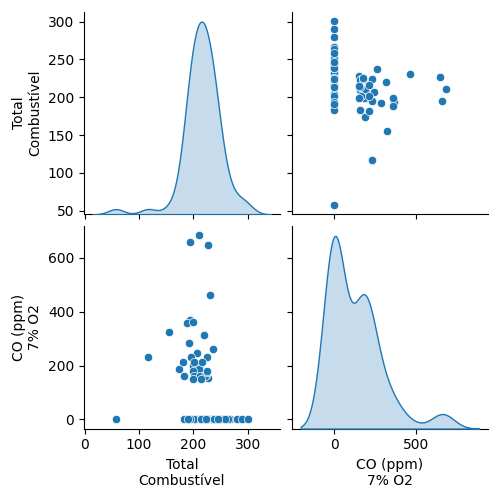 300
250
200
150
100
50
Total
Combustível
600
400
200
0
CO (ppm)
7% O2
0 100 200 300
Total
Combustível
0 500
CO (ppm)
7% O2